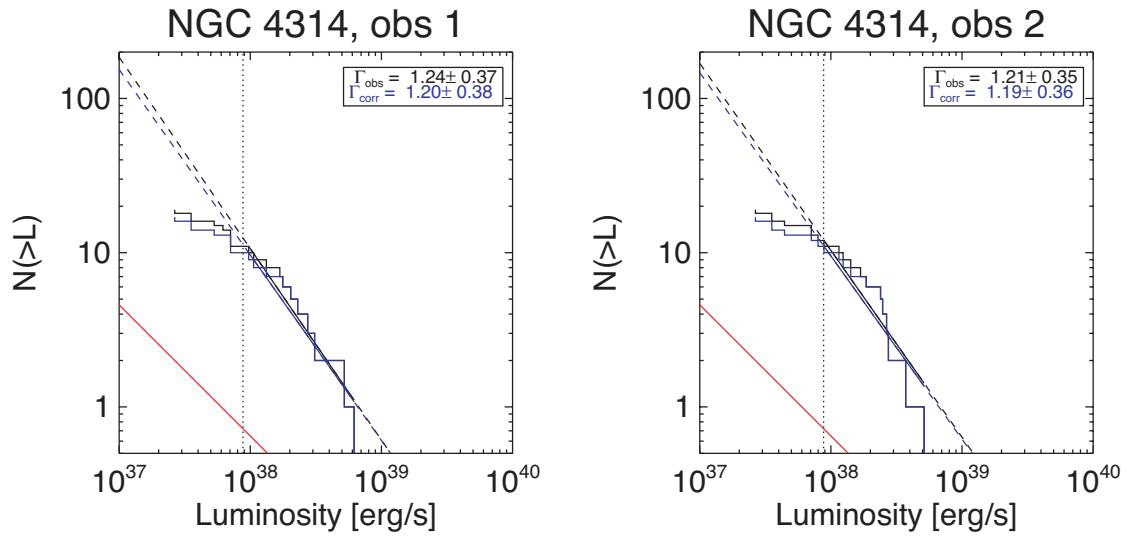 NGC 4314, obs 1
Γobs = 1.24± 0.37
Γcorr = 1.20± 0.38
100
10
1
N(>L)
10^37 10^38 10^39 10^40
Luminosity [erg/s]
NGC 4314, obs 2
Γobs = 1.21± 0.35
Γcorr = 1.19± 0.36
100
10
1
N(>L)
10^37 10^38 10^39 10^40
Luminosity [erg/s]